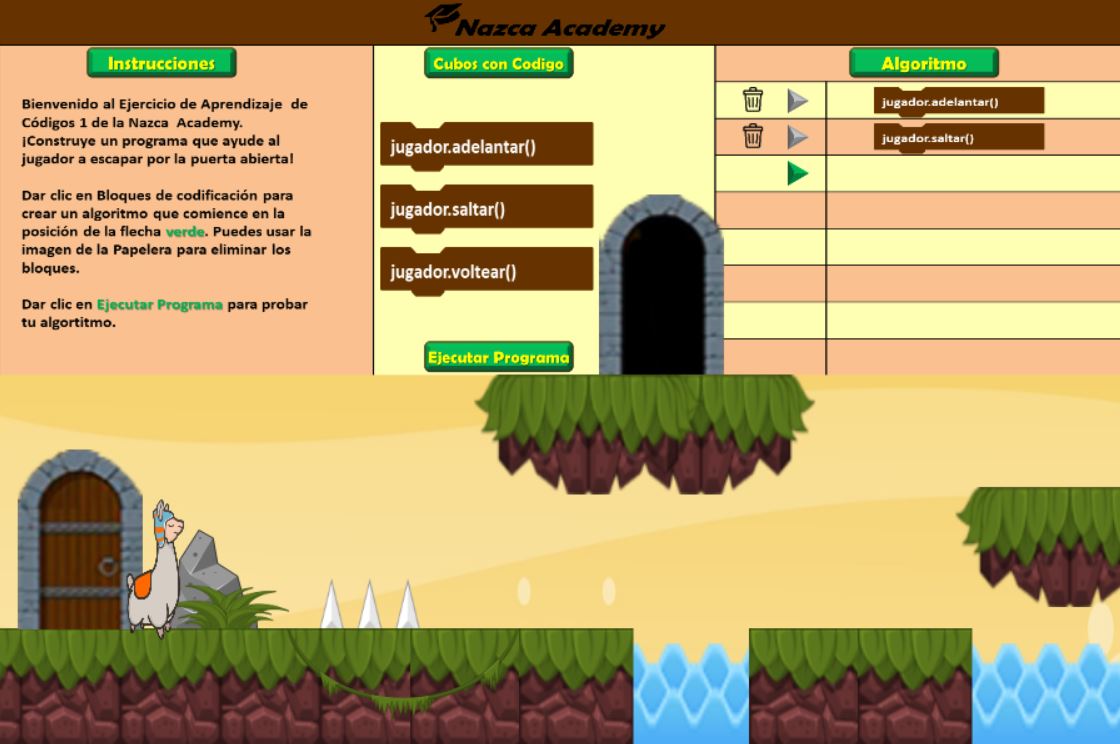 Nazca Academy
Instrucciones
Bienvenido al Ejercicio de Aprendizaje de
Códigos 1 de la Nazca Academy.
¡Construye un programa que ayude al
jugador a escapar por la puerta abierta!
Dar clic en Bloques de codificación para
crear un algoritmo que comience en la
posición de la flecha verde. Puedes usar la
imagen de la Papelera para eliminar los
bloques.
Dar clic en Ejecutar Programa para probar
tu algortitmo.
Cubos con Codigo
jugador.adelantar()
jugador.saltar()
jugador.voltear()
Ejecutar Programa
Algoritmo
jugador.adelantar()
jugador.saltar()